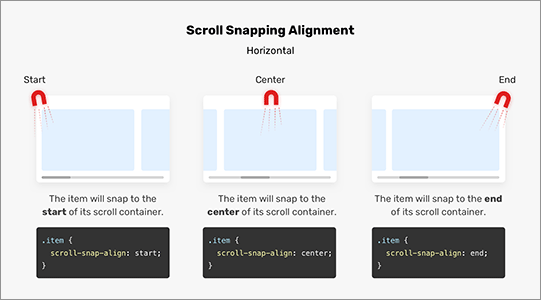 Scroll Snapping Alignment
Horizontal
Start
The item will snap to the
start of its scroll container.
.item {
scroll-snap-align: start;
}
Center
The item will snap to the
center of its scroll container.
.item {
scroll-snap-align: center;
}
End
The item will snap to the end
of its scroll container.
.item {
scroll-snap-align: end;
}